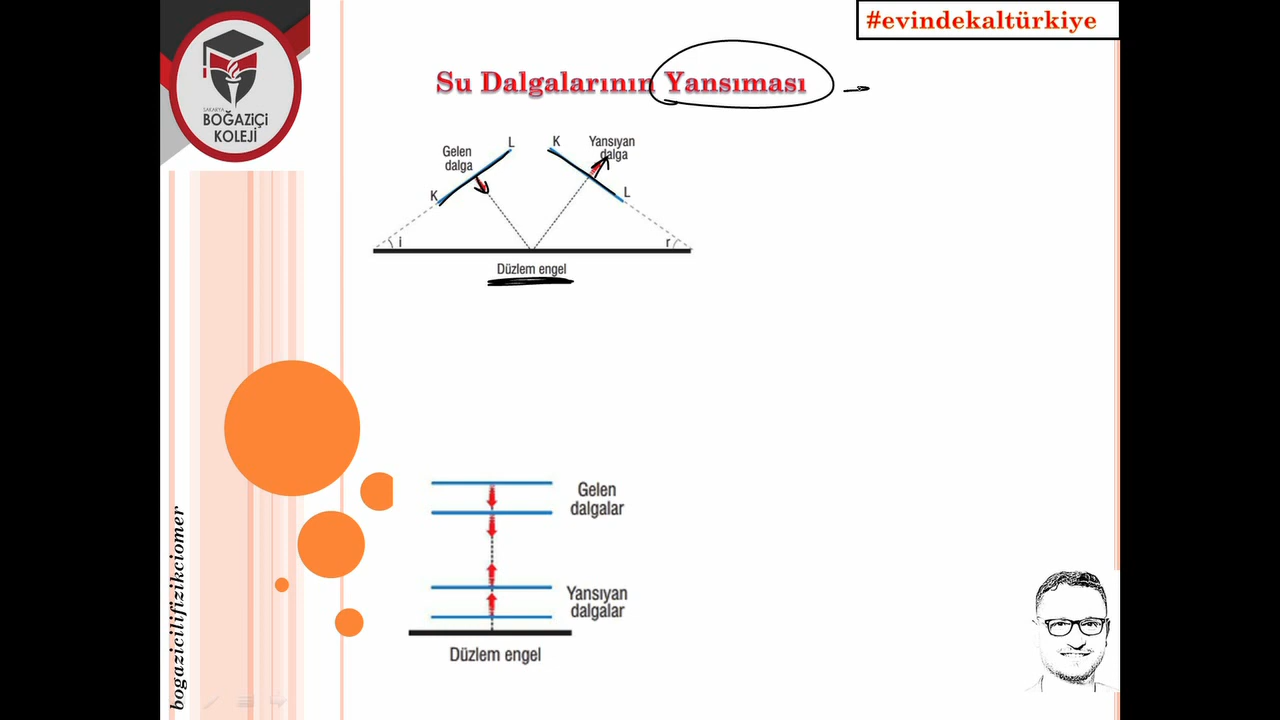 #evindekaltürkiye
SAKARYA
BOĞAZİÇİ
KOLEJİ
Su Dalgalarının Yansıması
Gelen
dalga
K
L
K
Yansıyan
dalga
L
i
r
Düzlem engel
Gelen
dalgalar
Yansıyan
dalgalar
Düzlem engel
bogazicilifizikciomer